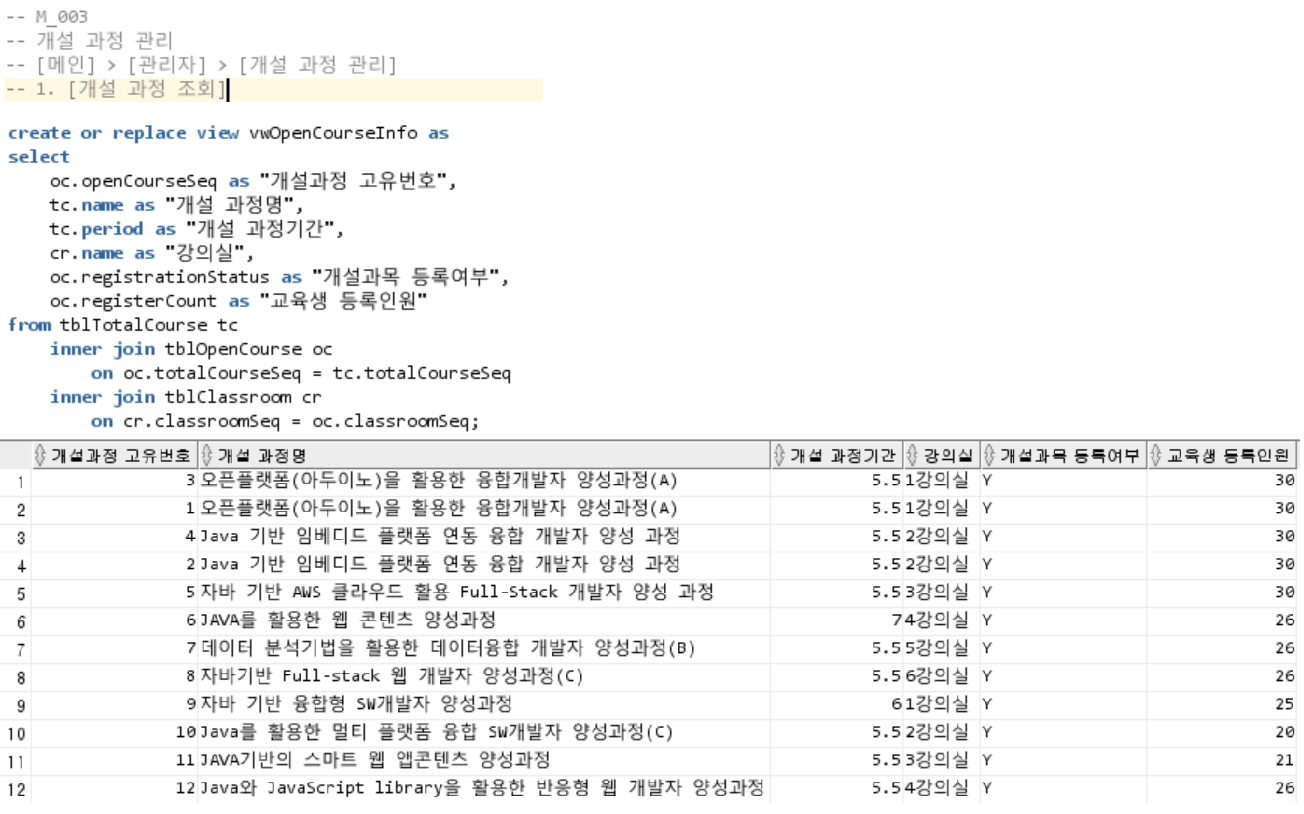 -- M_003
-- 개설 과정 관리
-- [메인] > [관리자] > [개설 과정 관리]
-- 1. [개설 과정 조회]
create or replace view vwOpenCourseInfo as
select
oc.openCourseSeq as "개설과정 고유번호",
tc.name as "개설 과정명",
tc.period as "개설 과정기간",
cr.name as "강의실",
oc.registrationStatus as "개설과목 등록여부",
oc.registerCount as "교육생 등록인원"
from tblTotalCourse tc
inner join tblOpenCourse oc
on oc.totalCourseSeq = tc.totalCourseSeq
inner join tblClassroom cr
on cr.classroomSeq = oc.classroomSeq;
개설과정 고유번호 개설 과정명 개설 과정기간 강의실 개설과목 등록여부 교육생 등록인원
1 3 오픈플랫폼(아두이노)을 활용한 융합개발자 양성과정(A) 5.5 1강의실 Y 30
2 1 오픈플랫폼(아두이노)을 활용한 융합개발자 양성과정(A) 5.5 1강의실 Y 30
3 4 Java 기반 임베디드 플랫폼 연동 융합 개발자 양성 과정 5.5 2강의실 Y 30
4 2 Java 기반 임베디드 플랫폼 연동 융합 개발자 양성 과정 5.5 2강의실 Y 30
5 5 자바 기반 AWS 클라우드 활용 Full-Stack 개발자 양성 과정 5.5 3강의실 Y 30
6 6 JAVA를 활용한 웹 콘텐츠 양성과정 7 4강의실 Y 26
7 7 데이터 분석기법을 활용한 데이터융합 개발자 양성과정(B) 5.5 5강의실 Y 26
8 8 자바기반 Full-stack 웹 개발자 양성과정(C) 5.5 6강의실 Y 26
9 9 자바 기반 융합형 SW개발자 양성과정 6 1강의실 Y 25
10 10 Java를 활용한 멀티 플랫폼 융합 SW개발자 양성과정(C) 5.5 2강의실 Y 20
11 11 JAVA기반의 스마트 웹 앱콘텐츠 양성과정 5.5 3강의실 Y 21
12 12 Java와 JavaScript library을 활용한 반응형 웹 개발자 양성과정 5.5 4강의실 Y 26